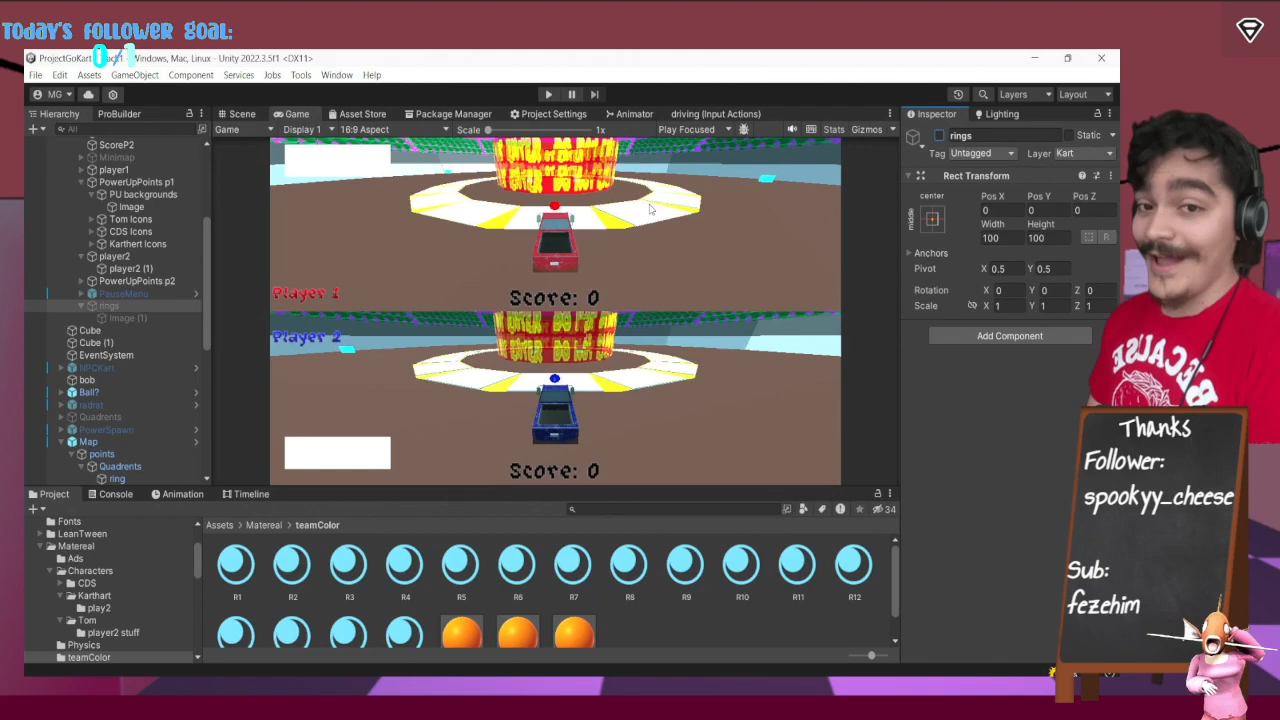 Today's follower goal:
0/1
ProjectGoKart
Windows, Mac, Linux - Unity 2022.3.5f1 <DX11>
File Edit Assets GameObject Component Services Jobs Tools Window Help
MG
Layers Layout
Hierarchy ProBuilder
All
ScoreP2
Minimap
player1
PowerUpPoints p1
PU backgrounds
Image
Tom Icons
CDS Icons
Karthert Icons
player2
player2 (1)
PowerUpPoints p2
PauseMenu
rings
Image (1)
Cube
Cube (1)
EventSystem
NPCKart
bob
Ball?
radrat
Quadrents
PowerSpawn
Map
points
Quadrents
ring
Scene Game Asset Store Package Manager Project Settings Animator driving (Input Actions)
Game Display 1 16:9 Aspect Scale 1x Play Focused Stats Gizmos
Player 1
Score: 0
Player 2
Score: 0
Inspector Lighting
rings Static
Tag Untagged Layer Kart
Rect Transform
center
middle
Pos X Pos Y Pos Z
0 0 0
Width Height
100 100
R
Anchors
Pivot X 0.5 Y 0.5
Rotation X 0 Y 0 Z 0
Scale X 1 Y 1 Z 1
Add Component
Project Console Animation Timeline
34
Fonts
LeanTween
Matereal
Ads
Characters
CDS
Karthart
play2
Tom
player2 stuff
Physics
teamColor
Assets > Matereal > teamColor
R1 R2 R3 R4 R5 R6 R7 R8 R9 R10 R11 R12
BECAUSE
Thanks
Follower:
spookyy_cheese
Sub:
fezehim